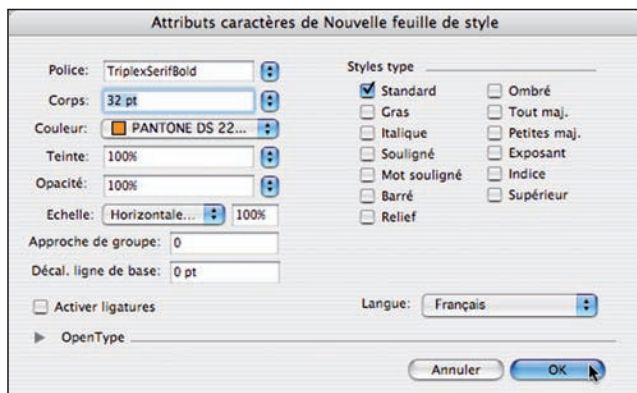 Attributs caractères de Nouvelle feuille de style
Police: TriplexSerifBold
Corps: 32 pt
Couleur: PANTONE DS 22...
Teinte: 100%
Opacité: 100%
Echelle: Horizontale... 100%
Approche de groupe: 0
Décal. ligne de base: 0 pt
Activer ligatures
OpenType
Styles type
Standard
Gras
Italique
Souligné
Mot souligné
Barré
Relief
Ombré
Tout maj.
Petites maj.
Exposant
Indice
Supérieur
Langue: Français
Annuler
OK